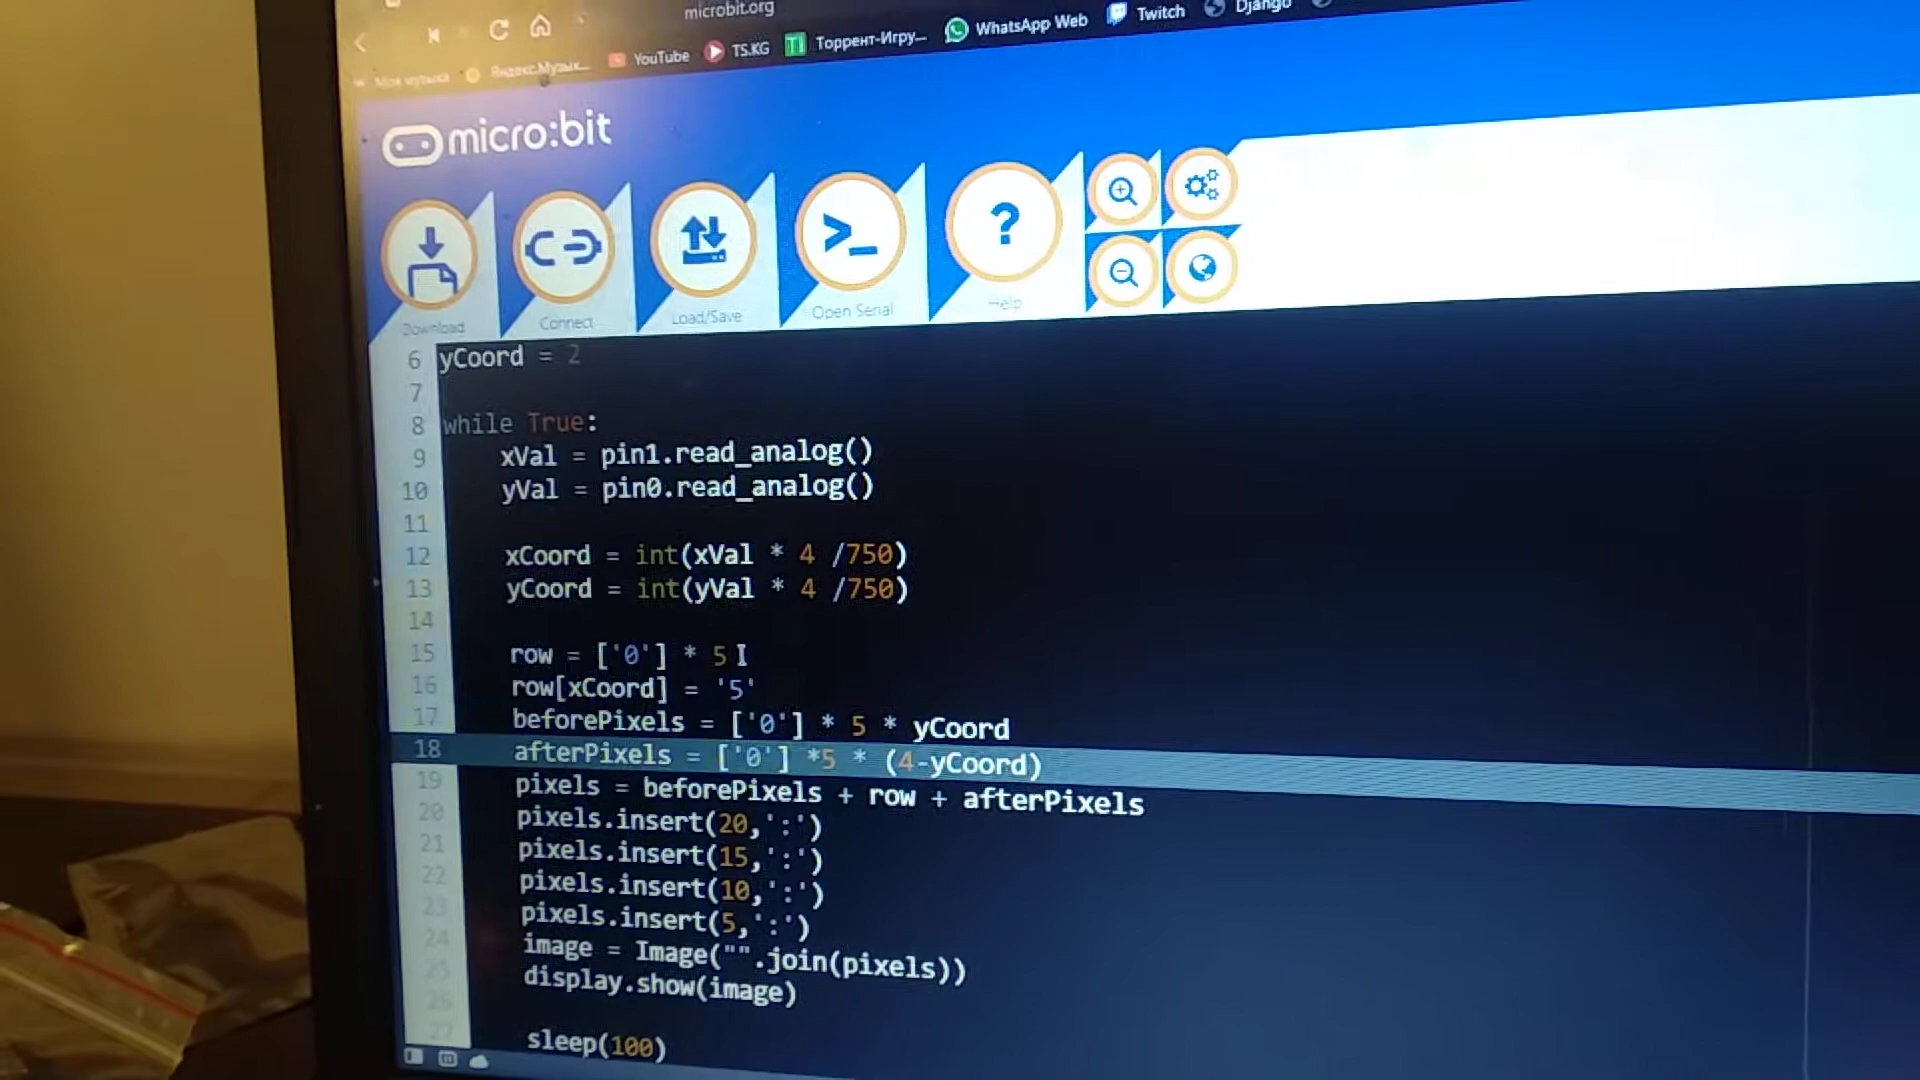 microbit.org
YouTube TS.KG Торрент-Игру... WhatsApp Web Twitch Django
Моя музыка Яндекс.Музык...
micro:bit
Download Connect Load/Save Open Serial Help
6 yCoord = 2
7
8 while True:
9 xVal = pin1.read_analog()
10 yVal = pin0.read_analog()
11
12 xCoord = int(xVal * 4 /750)
13 yCoord = int(yVal * 4 /750)
14
15 row = ['0'] * 5
16 row[xCoord] = '5'
17 beforePixels = ['0'] * 5 * yCoord
18 afterPixels = ['0'] *5 * (4-yCoord)
19 pixels = beforePixels + row + afterPixels
20 pixels.insert(20,':')
21 pixels.insert(15,':')
22 pixels.insert(10,':')
23 pixels.insert(5,':')
24 image = Image("".join(pixels))
25 display.show(image)
26
27 sleep(100)